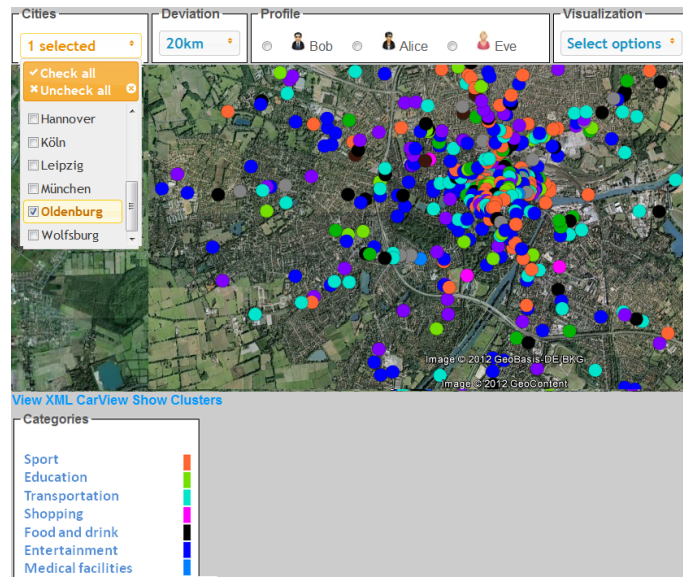 Cities
Deviation
Profile
Visualization
1 selected
20km
Bob
Alice
Eve
Select options
Check all
Uncheck all
Hannover
Köln
Leipzig
München
Oldenburg
Wolfsburg
Image © 2012 GeoBasis-DE/BKG
Image © 2012 GeoContent
View XML CarView Show Clusters
Categories
Sport
Education
Transportation
Shopping
Food and drink
Entertainment
Medical facilities